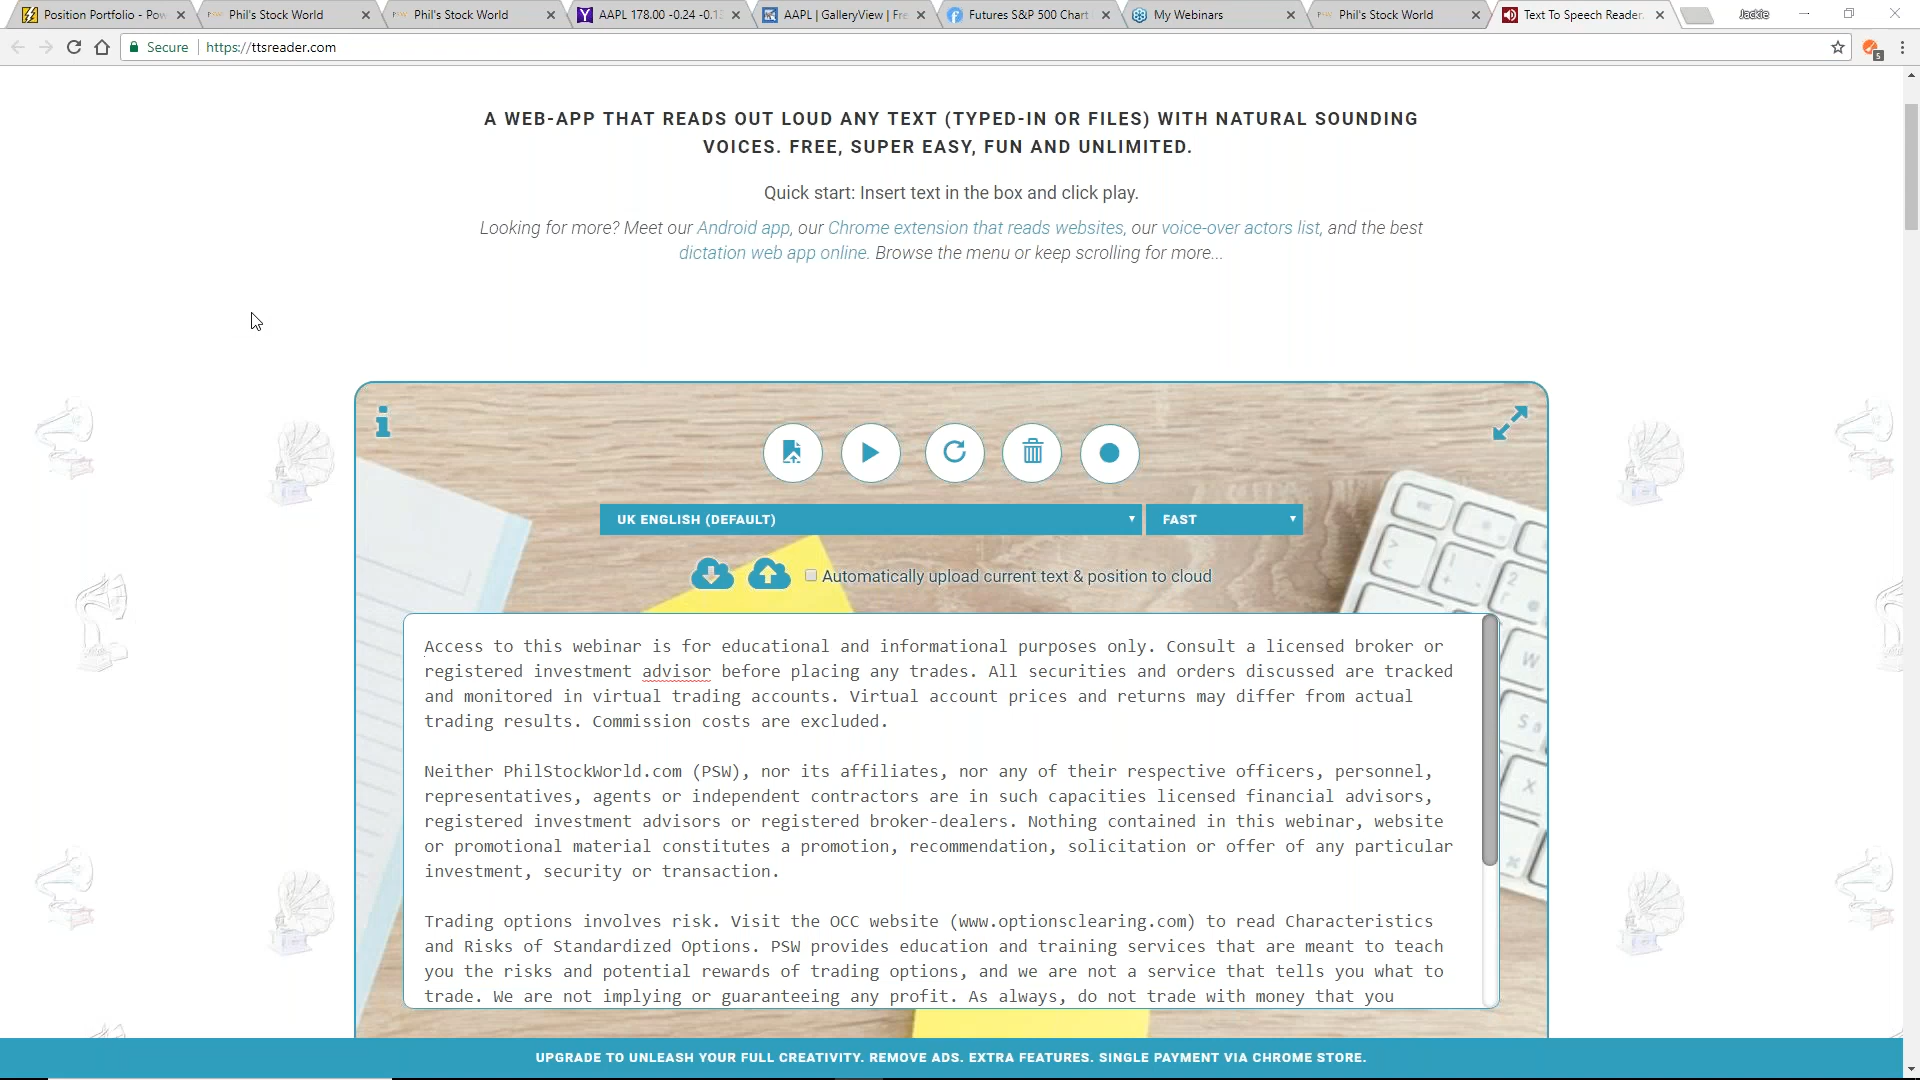 Position Portfolio - Pow
Phil's Stock World
Phil's Stock World
AAPL 178.00 -0.24 -0.1
AAPL | GalleryView | Fre
Futures S&P 500 Chart
My Webinars
Phil's Stock World
Text To Speech Reader
Jackie
Secure
https://ttsreader.com
5
A WEB-APP THAT READS OUT LOUD ANY TEXT (TYPED-IN OR FILES) WITH NATURAL SOUNDING
VOICES. FREE, SUPER EASY, FUN AND UNLIMITED.
Quick start: Insert text in the box and click play.
Looking for more? Meet our Android app, our Chrome extension that reads websites, our voice-over actors list, and the best
dictation web app online. Browse the menu or keep scrolling for more...
UK ENGLISH (DEFAULT)
FAST
Automatically upload current text & position to cloud
Access to this webinar is for educational and informational purposes only. Consult a licensed broker or
registered investment advisor before placing any trades. All securities and orders discussed are tracked
and monitored in virtual trading accounts. Virtual account prices and returns may differ from actual
trading results. Commission costs are excluded.
Neither PhilStockWorld.com (PSW), nor its affiliates, nor any of their respective officers, personnel,
representatives, agents or independent contractors are in such capacities licensed financial advisors,
registered investment advisors or registered broker-dealers. Nothing contained in this webinar, website
or promotional material constitutes a promotion, recommendation, solicitation or offer of any particular
investment, security or transaction.
Trading options involves risk. Visit the OCC website (www.optionsclearing.com) to read Characteristics
and Risks of Standardized Options. PSW provides education and training services that are meant to teach
you the risks and potential rewards of trading options, and we are not a service that tells you what to
trade. We are not implying or guaranteeing any profit. As always, do not trade with money that you
UPGRADE TO UNLEASH YOUR FULL CREATIVITY. REMOVE ADS. EXTRA FEATURES. SINGLE PAYMENT VIA CHROME STORE.